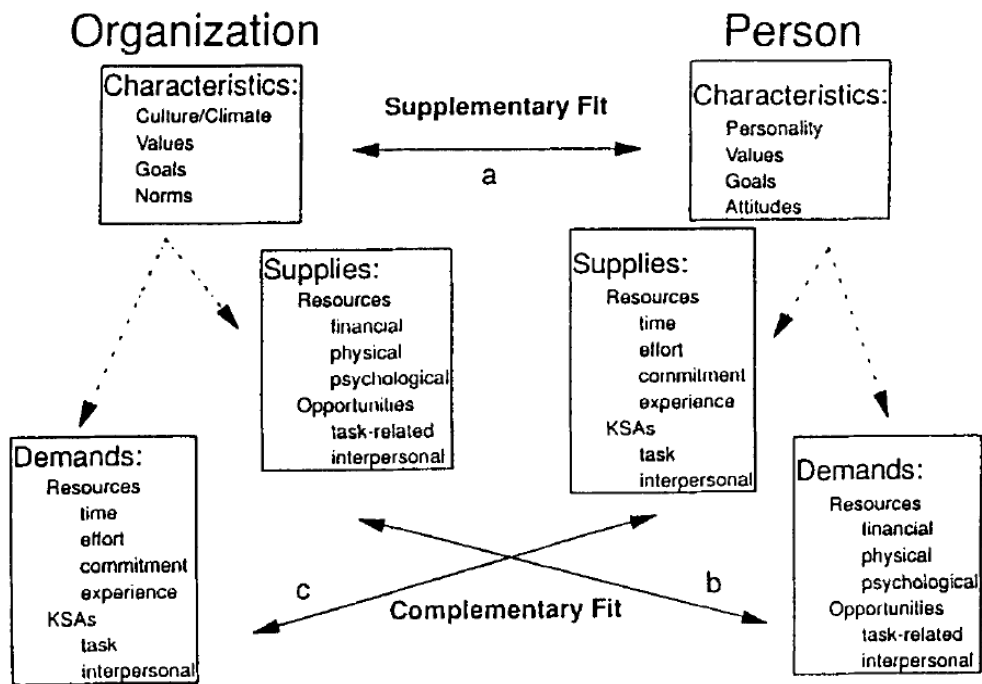 Organization
Person
Characteristics:
Culture/Climate
Values
Goals
Norms
Supplementary Fit
a
Characteristics:
Personality
Values
Goals
Attitudes
Supplies:
Resources
financial
physical
psychological
Opportunities
task-related
interpersonal
Supplies:
Resources
time
effort
commitment
experience
KSAs
task
interpersonal
Demands:
Resources
time
effort
commitment
experience
KSAs
task
interpersonal
c
b
Complementary Fit
Demands:
Resources
financial
physical
psychological
Opportunities
task-related
interpersonal